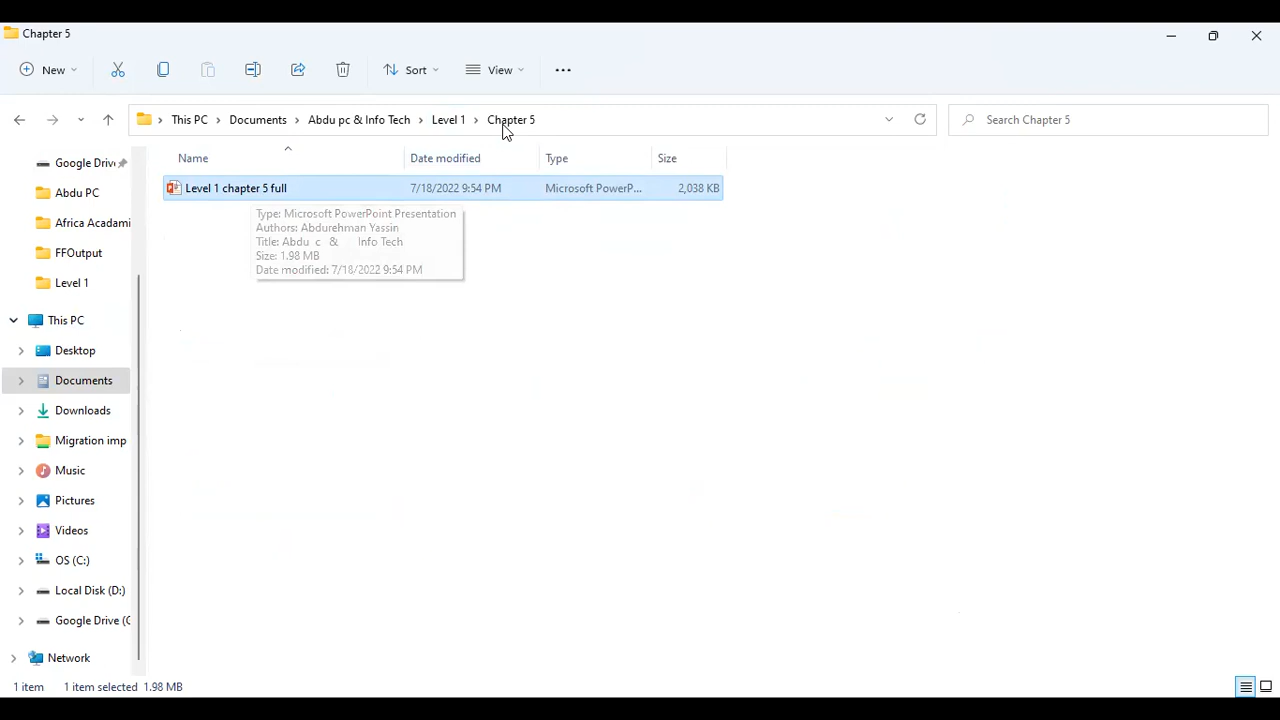 Chapter 5
New
Sort
View
This PC
Documents
Abdu pc & Info Tech
Level 1
Chapter 5
Search Chapter 5
Name
Date modified
Type
Size
Level 1 chapter 5 full
7/18/2022 9:54 PM
Microsoft PowerP...
2,038 KB
Type: Microsoft PowerPoint Presentation
Authors: Abdurehman Yassin
Title: Abdu c & Info Tech
Size: 1.98 MB
Date modified: 7/18/2022 9:54 PM
Google Driv
Abdu PC
Africa Acadami
FFOutput
Level 1
This PC
Desktop
Documents
Downloads
Migration imp
Music
Pictures
Videos
OS (C:)
Local Disk (D:)
Google Drive (G
Network
1 item
1 item selected 1.98 MB